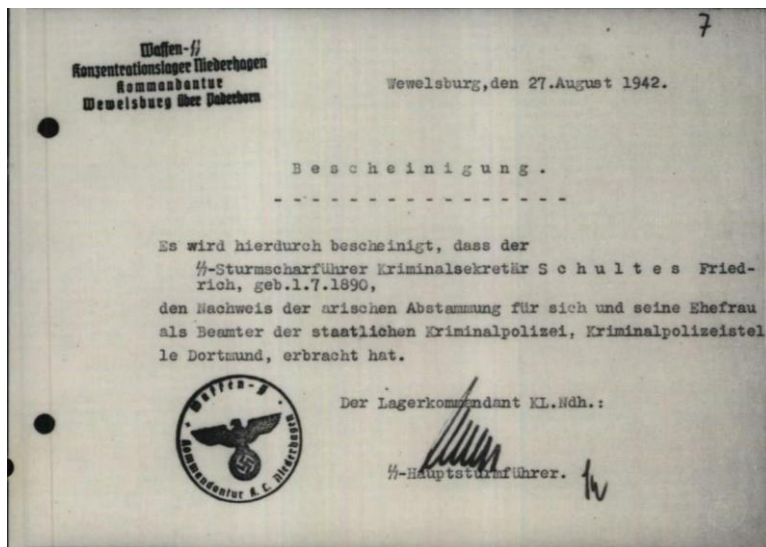 7
Waffen-SS
Konzentrationslager Niederhagen
Kommandantur
Wewelsburg über Paderborn
Wewelsburg,den 27.August 1942.
B e s c h e i n i g u n g .
- - - - - - - - - - - - - - - -
Es wird hierdurch bescheinigt, dass der
SS-Sturmscharführer Kriminalsekretär S c h u l t e s Fried-
rich, geb.1.7.1890,
den Nachweis der arischen Abstammung für sich und seine Ehefrau
als Beamter der staatlichen Kriminalpolizei, Kriminalpolizeistel
le Dortmund, erbracht hat.
Waffen-SS
Kommandantur K. L. Niederhagen
Der Lagerkommandant KL.Ndh.:
SS-Hauptsturmführer.